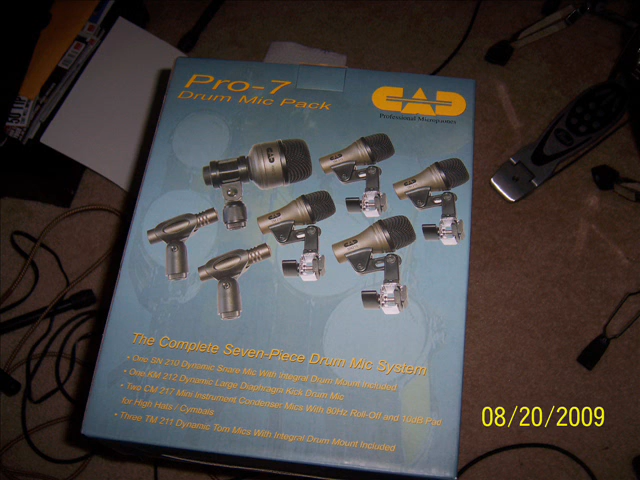 Pro-7
Drum Mic Pack
CAD
Professional Microphones
CAD
The Complete Seven-Piece Drum Mic System
• One SN 210 Dynamic Snare Mic With Integral Drum Mount Included
• One KM 212 Dynamic Large Diaphragm Kick Drum Mic
• Two CM 217 Mini Instrument Condenser Mics With 80Hz Roll-Off and 10dB Pad
for High Hats / Cymbals
• Three TM 211 Dynamic Tom Mics With Integral Drum Mount Included
08/20/2009